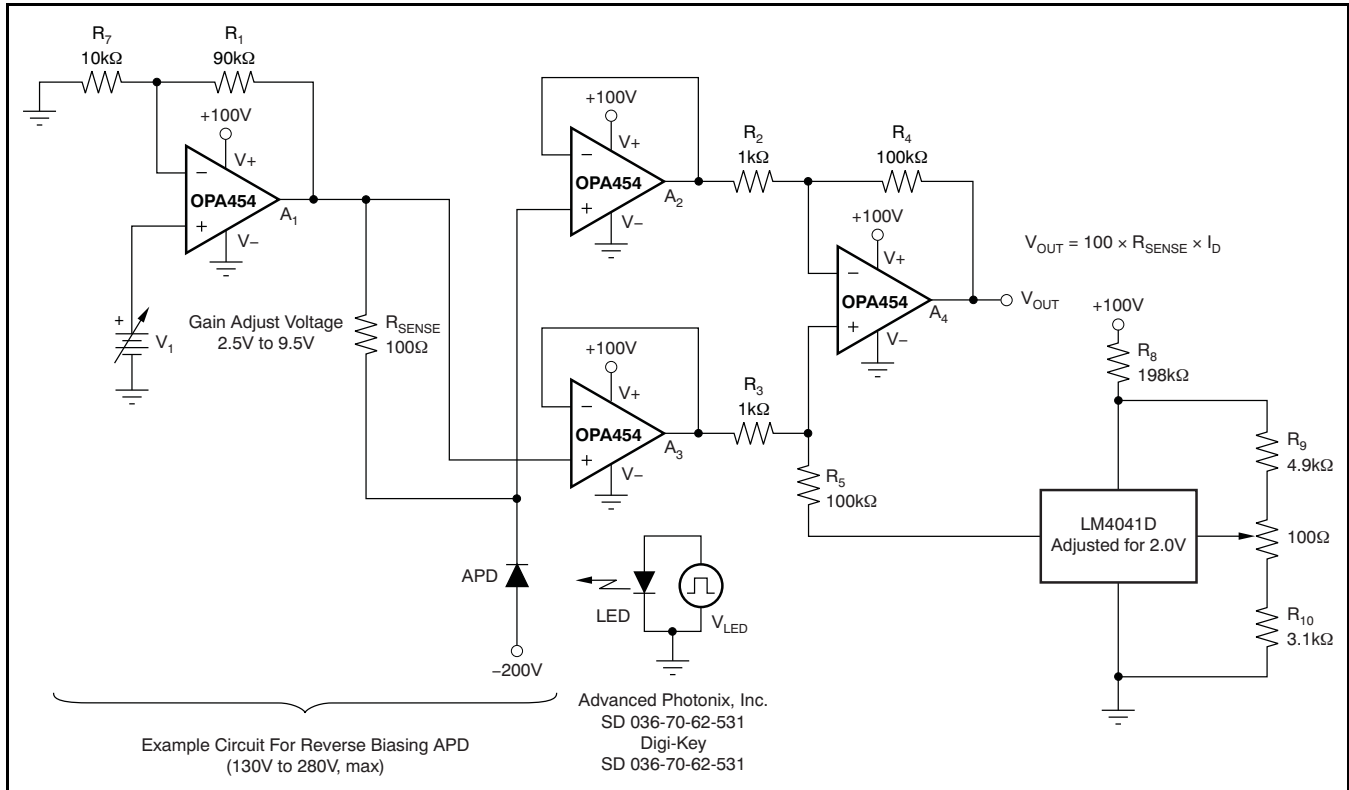 R7
10kΩ
R1
90kΩ
+100V
V+
−
OPA454
+
V−
A1
+
V1
Gain Adjust Voltage
2.5V to 9.5V
RSENSE
100Ω
+100V
V+
−
OPA454
+
V−
A2
R2
1kΩ
R4
100kΩ
+100V
V+
−
OPA454
+
V−
A4
VOUT
VOUT = 100 × RSENSE × ID
+100V
V+
−
OPA454
+
V−
A3
R3
1kΩ
R5
100kΩ
+100V
R8
198kΩ
R9
4.9kΩ
LM4041D
Adjusted for 2.0V
100Ω
R10
3.1kΩ
APD
−200V
LED
VLED
Advanced Photonix, Inc.
SD 036-70-62-531
Digi-Key
SD 036-70-62-531
Example Circuit For Reverse Biasing APD
(130V to 280V, max)